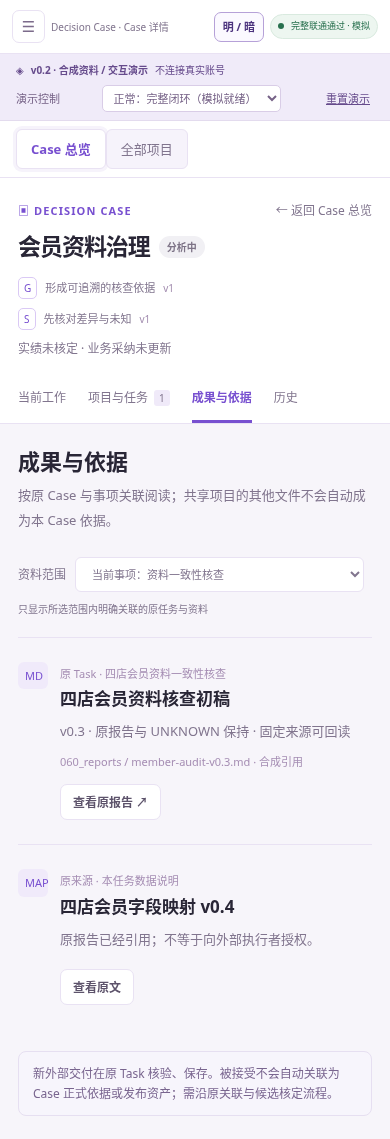 ☰ Decision Case · Case 详情 明 / 暗 ● 完整联通通过 · 模拟
◈ v0.2 · 合成资料 / 交互演示 不连接真实账号
演示控制 正常：完整闭环（模拟就绪） 重置演示
Case 总览 全部项目
▣ DECISION CASE ← 返回 Case 总览
会员资料治理 分析中
G 形成可追溯的核查依据 v1
S 先核对差异与未知 v1
实绩未核定 · 业务采纳未更新
当前工作 项目与任务 1 成果与依据 历史
成果与依据
按原 Case 与事项关联阅读；共享项目的其他文件不会自动成
为本 Case 依据。
资料范围 当前事项：资料一致性核查
只显示所选范围内明确关联的原任务与资料
MD 原 Task · 四店会员资料一致性核查
四店会员资料核查初稿
v0.3 · 原报告与 UNKNOWN 保持 · 固定来源可回读
060_reports / member-audit-v0.3.md · 合成引用
查看原报告 ↗
MAP 原来源 · 本任务数据说明
四店会员字段映射 v0.4
原报告已经引用；不等于向外部执行者授权。
查看原文
新外部交付在原 Task 核验、保存。被接受不会自动关联为
Case 正式依据或发布资产；需沿原关联与候选核定流程。